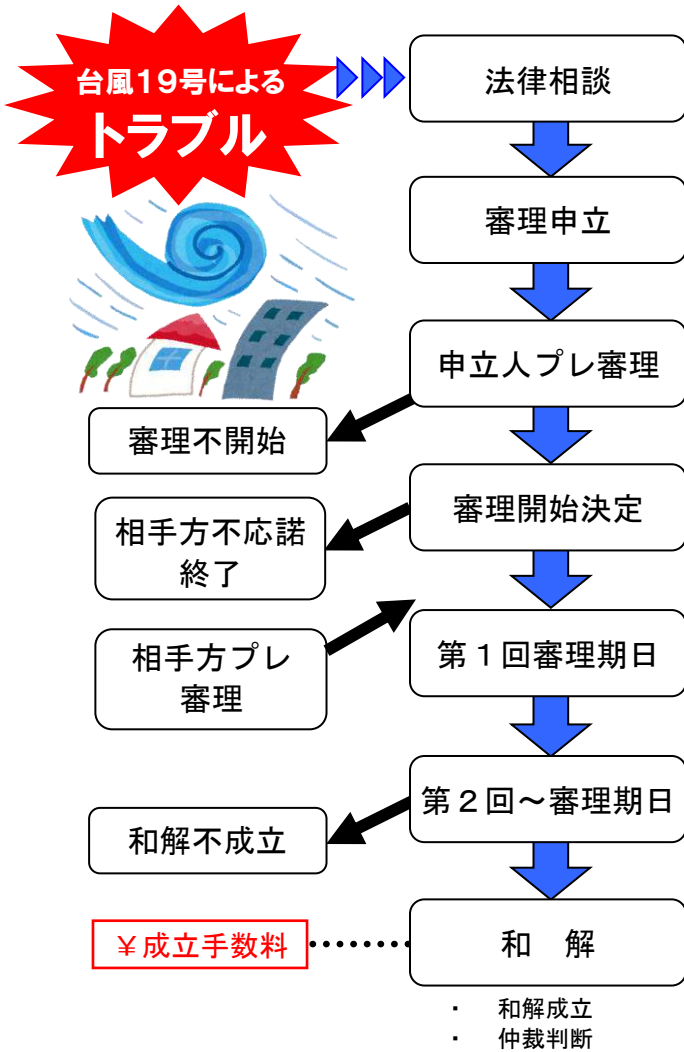 台風19号による
トラブル
法律相談
審理申立
申立人プレ審理
審理不開始
審理開始決定
相手方不応諾
終了
第１回審理期日
相手方プレ
審理
第２回～審理期日
和解不成立
￥成立手数料
和　解
・　和解成立
・　仲裁判断